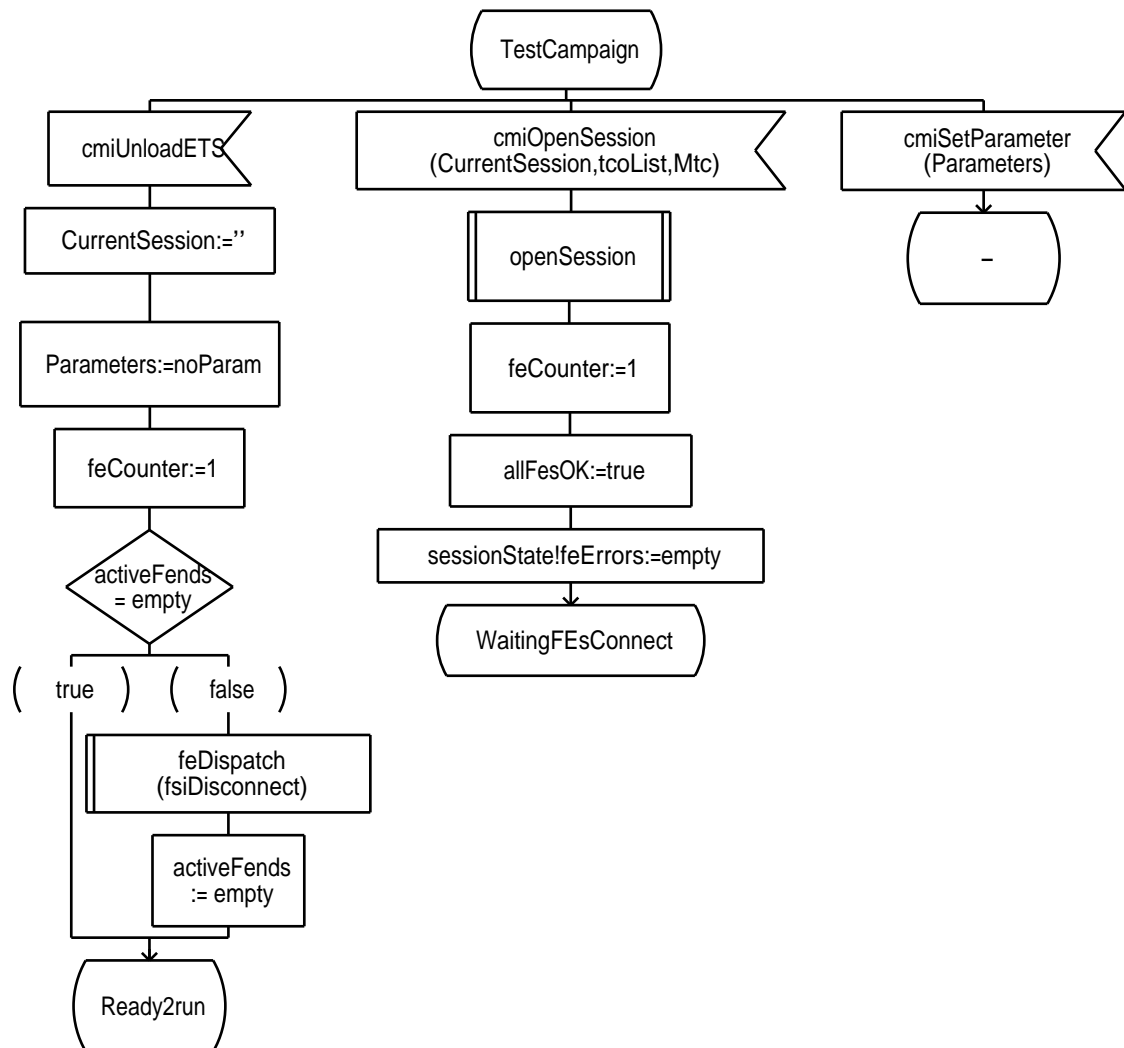 TestCampaign
cmiUnloadETS
cmiOpenSession
(CurrentSession,tcoList,Mtc)
cmiSetParameter
(Parameters)
CurrentSession:=’’
openSession
–
Parameters:=noParam
feCounter:=1
feCounter:=1
allFesOK:=true
sessionState!feErrors:=empty
activeFends
= empty
WaitingFEsConnect
( true ) ( false )
feDispatch
(fsiDisconnect)
activeFends
:= empty
Ready2run